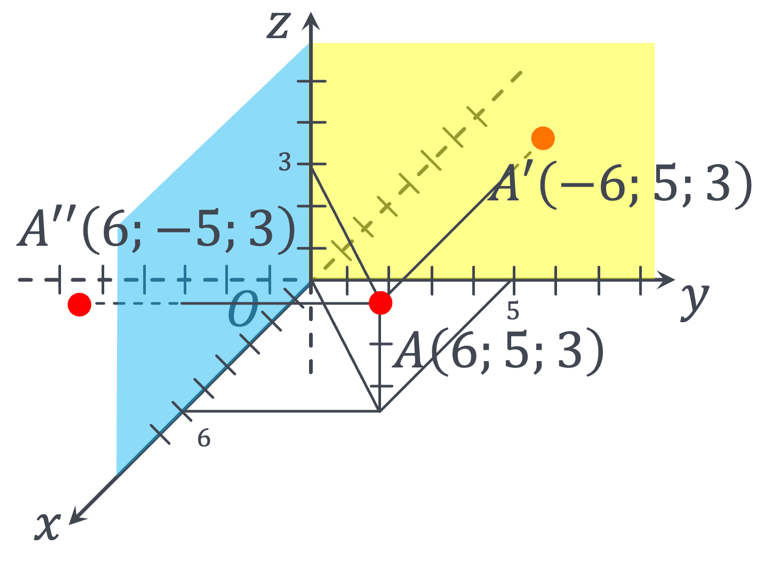 z
3
A′(−6; 5; 3)
A″(6; −5; 3)
O
5
y
A(6; 5; 3)
6
x